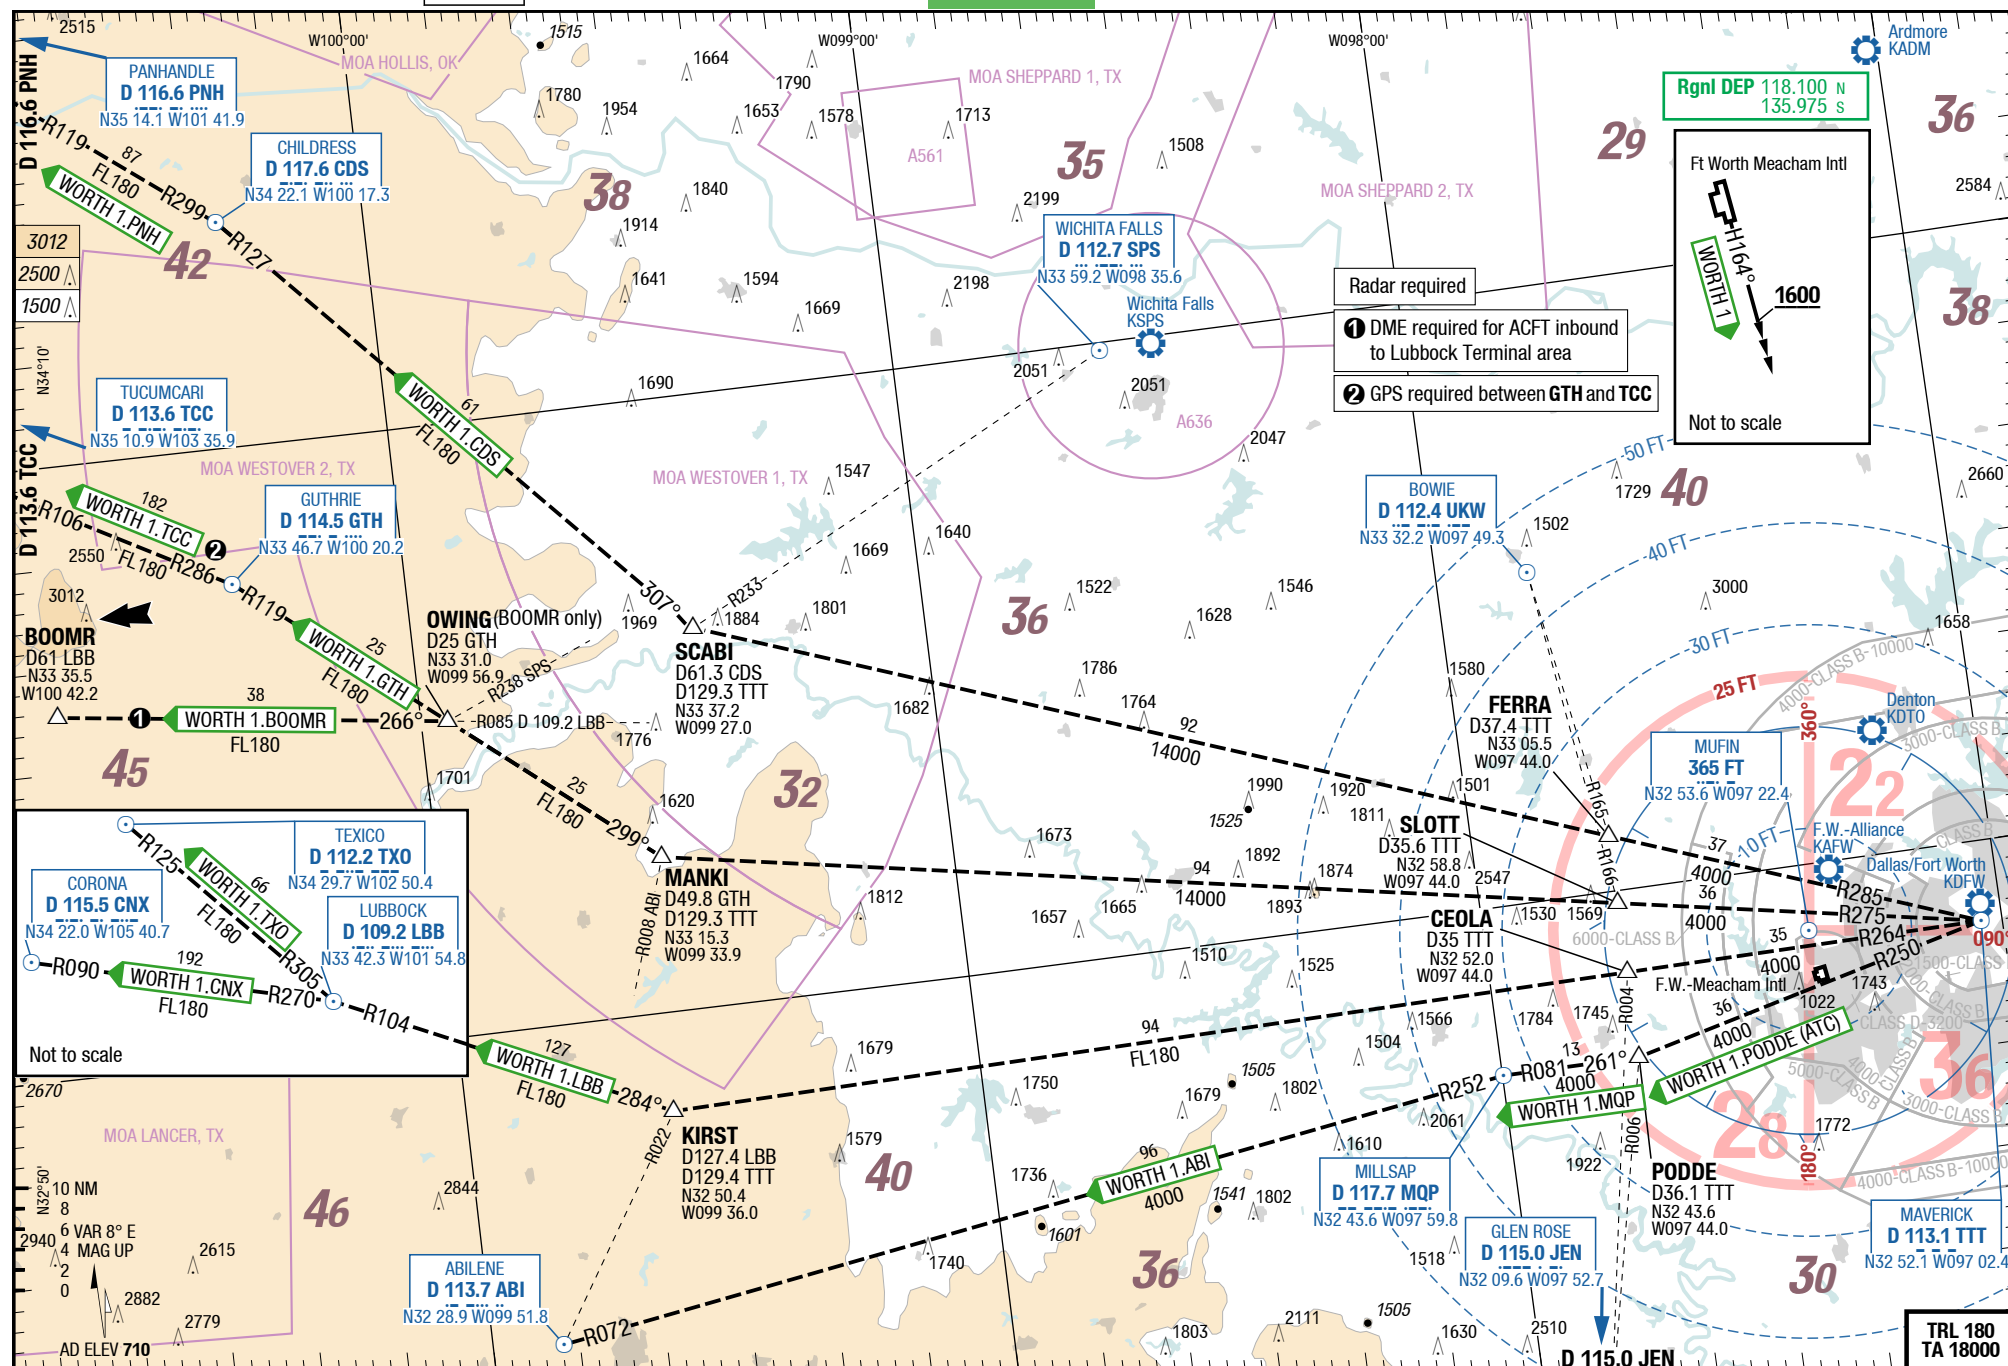 2515
W100°00'
1515
W099°00'
W098°00'
Ardmore
KADM
D 116.6 PNH
PANHANDLE
D 116.6 PNH
N35 14.1 W101 41.9
MOA HOLLIS, OK
1664
1790
MOA SHEPPARD 1, TX
Rgnl DEP 118.100 N
135.975 S
36
1780
1954
1653
1578
1713
29
R119
87
FL180
R299
WORTH 1.PNH
CHILDRESS
D 117.6 CDS
N34 22.1 W100 17.3
A561
35
1508
Ft Worth Meacham Intl
H164°
WORTH 1
1600
Not to scale
2584
38
1840
2199
MOA SHEPPARD 2, TX
3012
2500
1500
42
R127
1914
1641
1594
2198
1669
WICHITA FALLS
D 112.7 SPS
N33 59.2 W098 35.6
Wichita Falls
KSPS
Radar required
1 DME required for ACFT inbound
to Lubbock Terminal area
2 GPS required between GTH and TCC
38
N34°10'
2051
2051
A636
1690
TUCUMCARI
D 113.6 TCC
N35 10.9 W103 35.9
61
WORTH 1.CDS
FL180
2047
50 FT
D 113.6 TCC
MOA WESTOVER 2, TX
MOA WESTOVER 1, TX
1547
1729
40
2660
182
WORTH 1.TCC
2
R106
2550
FL180
R286
GUTHRIE
D 114.5 GTH
N33 46.7 W100 20.2
BOWIE
D 112.4 UKW
N33 32.2 W097 49.3
1502
1640
1669
40 FT
3012
R119
307°
R233
1522
1546
3000
BOOMR
D61 LBB
N33 35.5
W100 42.2
OWING (BOOMR only)
D25 GTH
N33 31.0
W099 56.9
1969
1884
1801
36
1628
1658
25
WORTH 1.GTH
FL180
R238 SPS
SCABI
D61.3 CDS
D129.3 TTT
N33 37.2
W099 27.0
1786
1580
30 FT
4000-CLASS B-10000
38
1
WORTH 1.BOOMR
266°
FL180
R085 D 109.2 LBB
1776
1682
1764
92
14000
FERRA
D37.4 TTT
N33 05.5
W097 44.0
25 FT
360°
Denton
KDTO
3000-CLASS B
45
1701
25
FL180
299°
1620
32
1990
1525
1920
1811
1501
R165
MUFIN
365 FT
N32 53.6 W097 22.4
22
TEXICO
D 112.2 TXO
N34 29.7 W102 50.4
R125
66
WORTH 1.TXO
FL180
R305
CORONA
D 115.5 CNX
N34 22.0 W105 40.7
LUBBOCK
D 109.2 LBB
N33 42.3 W101 54.8
R090
192
WORTH 1.CNX
FL180
R270
R104
Not to scale
MANKI
D49.8 GTH
D129.3 TTT
N33 15.3
W099 33.9
R008 ABI
1673
1892
94
14000
1874
1893
1665
1657
1812
1510
1525
SLOTT
D35.6 TTT
N32 58.8
W097 44.0
2547
R166
CEOLA
D35 TTT
N32 52.0
W097 44.0
1530
1569
6000-CLASS B
37
4000
10 FT
F.W.-Alliance
KAFW
CLASS B
Dallas/Fort Worth
KDFW
36
4000
R285
R275
R264
R250
090°
35
4000
F.W.-Meacham Intl
1022
1743
1500-CLASS B
CLASS D-3200
36
4000
WORTH 1.PODDE (ATC)
R004
1784
1745
1566
1504
94
FL180
127
WORTH 1.LBB
FL180
284°
1679
1750
1679
1505
1802
R252
R081
13
4000
261°
WORTH 1.MQP
4000-CLASS B
5000-CLASS B
3000-CLASS B
36
28
1772
180°
4000-CLASS B-10000
2670
MOA LANCER, TX
R022
KIRST
D127.4 LBB
D129.4 TTT
N32 50.4
W099 36.0
1579
40
1736
96
WORTH 1.ABI
4000
1541
1802
1601
1610
2061
MILLSAP
D 117.7 MQP
N32 43.6 W097 59.8
1922
R006
PODDE
D36.1 TTT
N32 43.6
W097 44.0
N32°50'
10 NM
8
6
4
2
0
VAR 8° E
MAG UP
2940
46
2844
2615
2882
2779
AD ELEV 710
ABILENE
D 113.7 ABI
N32 28.9 W099 51.8
R072
1740
36
1803
2111
1505
1518
GLEN ROSE
D 115.0 JEN
N32 09.6 W097 52.7
1630
2510
D 115.0 JEN
30
MAVERICK
D 113.1 TTT
N32 52.1 W097 02.4
TRL 180
TA 18000